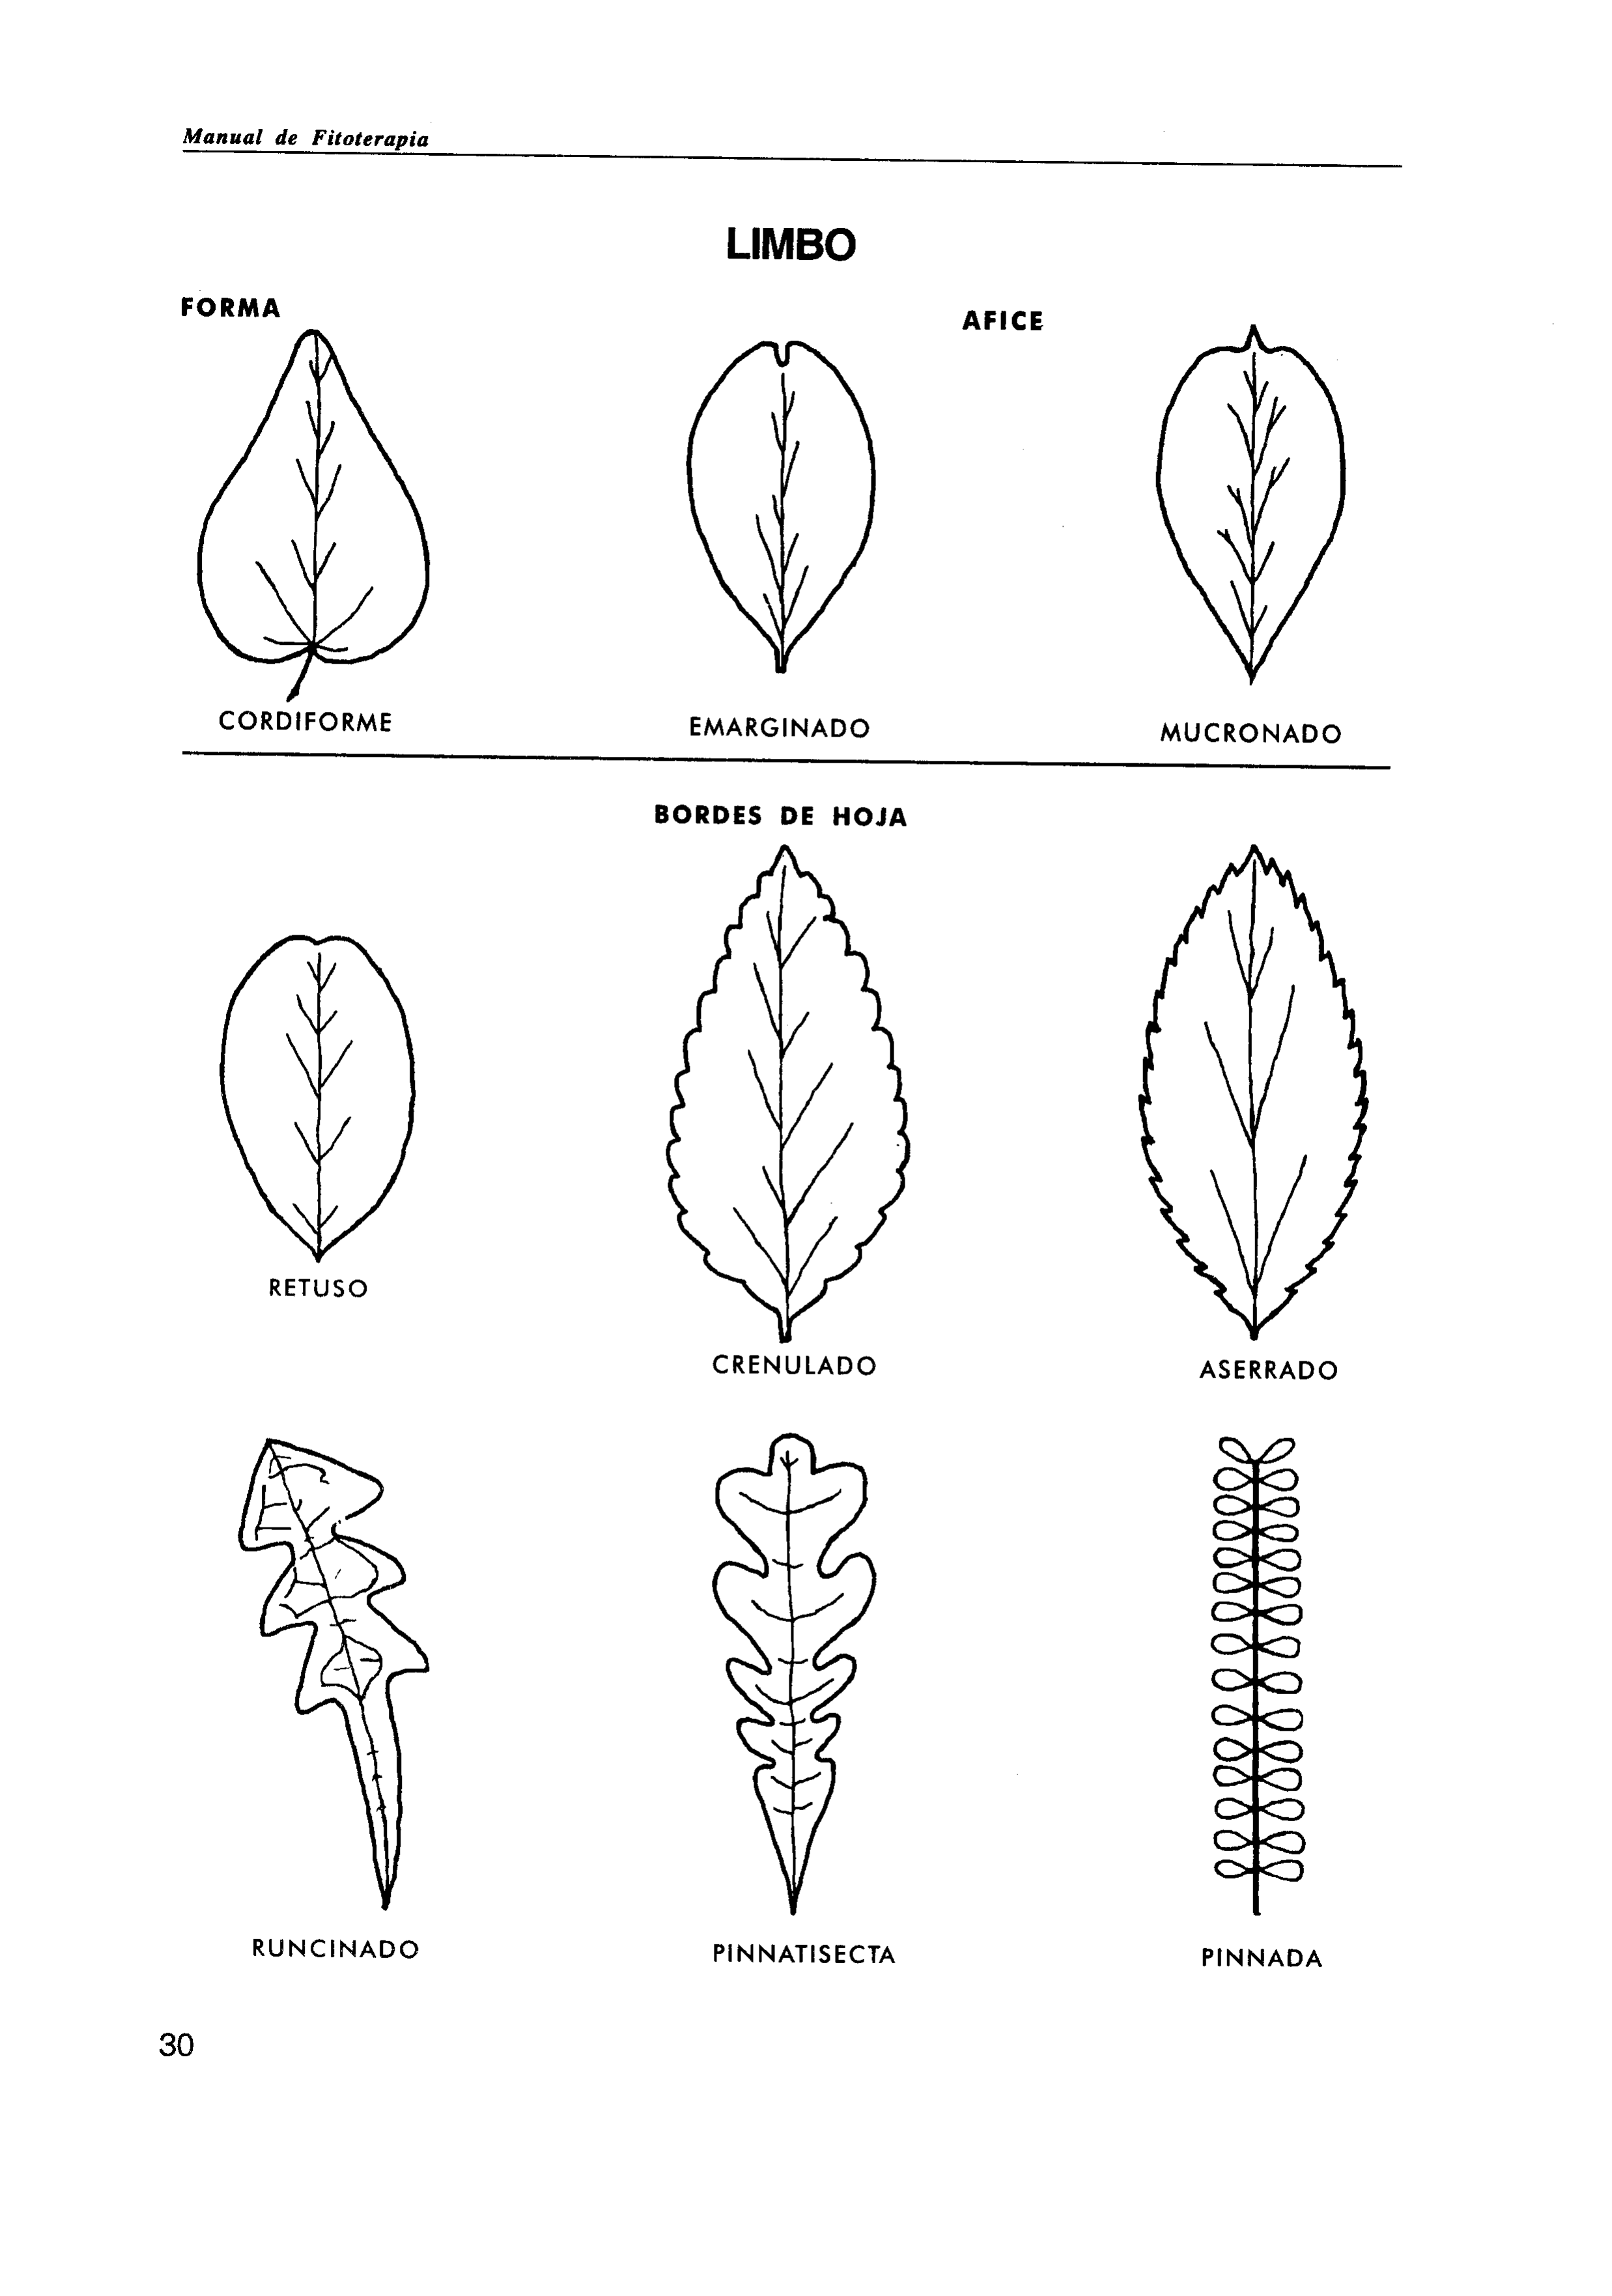 Manual de Fitoterapia
LIMBO
FORMA
AFICE
CORDIFORME
EMARGINADO
MUCRONADO
BORDES DE HOJA
RETUSO
CRENULADO
ASERRADO
RUNCINADO
PINNATISECTA
PINNADA
30